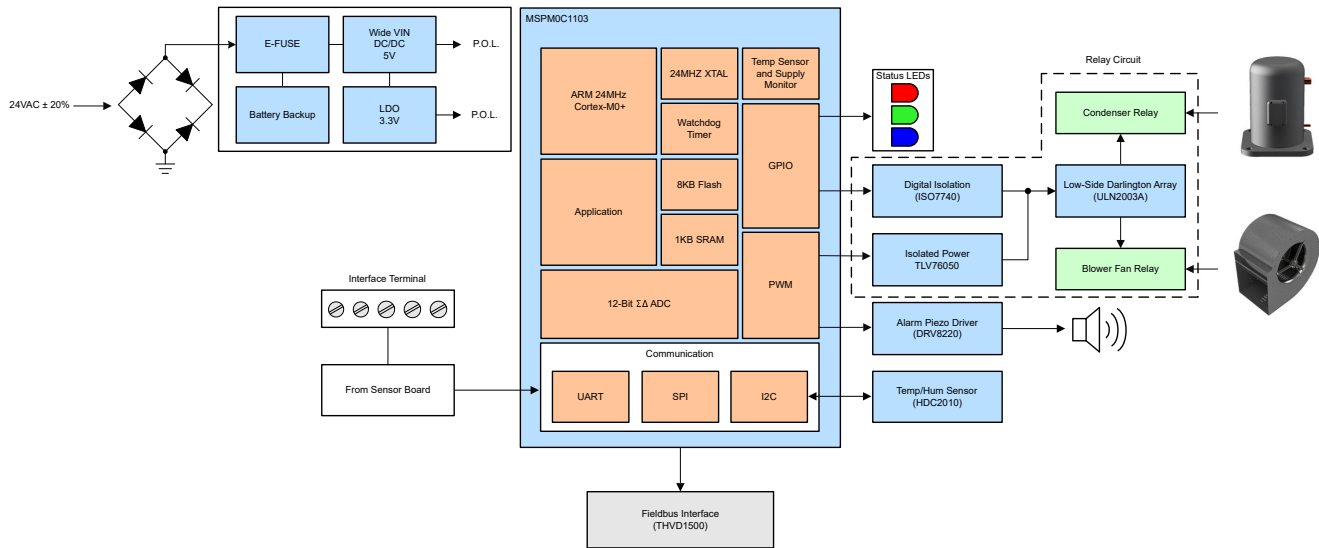 MSPM0C1103
24VAC ± 20%
E-FUSE
Wide VIN
DC/DC
5V
P.O.L.
Battery Backup
LDO
3.3V
P.O.L.
ARM 24MHz
Cortex-M0+
24MHZ XTAL
Temp Sensor
and Supply
Monitor
Watchdog
Timer
GPIO
Application
8KB Flash
1KB SRAM
PWM
12-Bit ΣΔ ADC
Communication
UART
SPI
I2C
Status LEDs
Relay Circuit
Condenser Relay
Digital Isolation
(ISO7740)
Low-Side Darlington Array
(ULN2003A)
Isolated Power
TLV76050
Blower Fan Relay
Alarm Piezo Driver
(DRV8220)
Temp/Hum Sensor
(HDC2010)
Interface Terminal
From Sensor Board
Fieldbus Interface
(THVD1500)